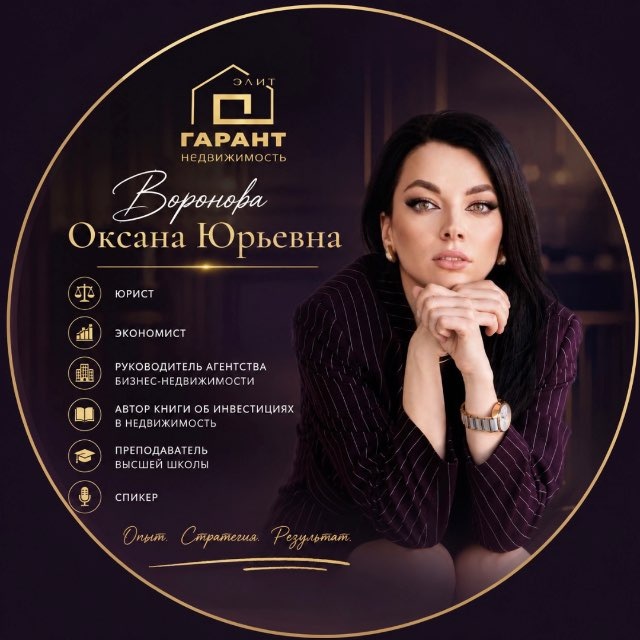 ЭЛИТ
ГАРАНТ
НЕДВИЖИМОСТЬ
Воронова
Оксана Юрьевна
ЮРИСТ
ЭКОНОМИСТ
РУКОВОДИТЕЛЬ АГЕНТСТВА
БИЗНЕС-НЕДВИЖИМОСТИ
АВТОР КНИГИ ОБ ИНВЕСТИЦИЯХ
В НЕДВИЖИМОСТЬ
ПРЕПОДАВАТЕЛЬ
ВЫСШЕЙ ШКОЛЫ
СПИКЕР
Опыт. Стратегия. Результат.